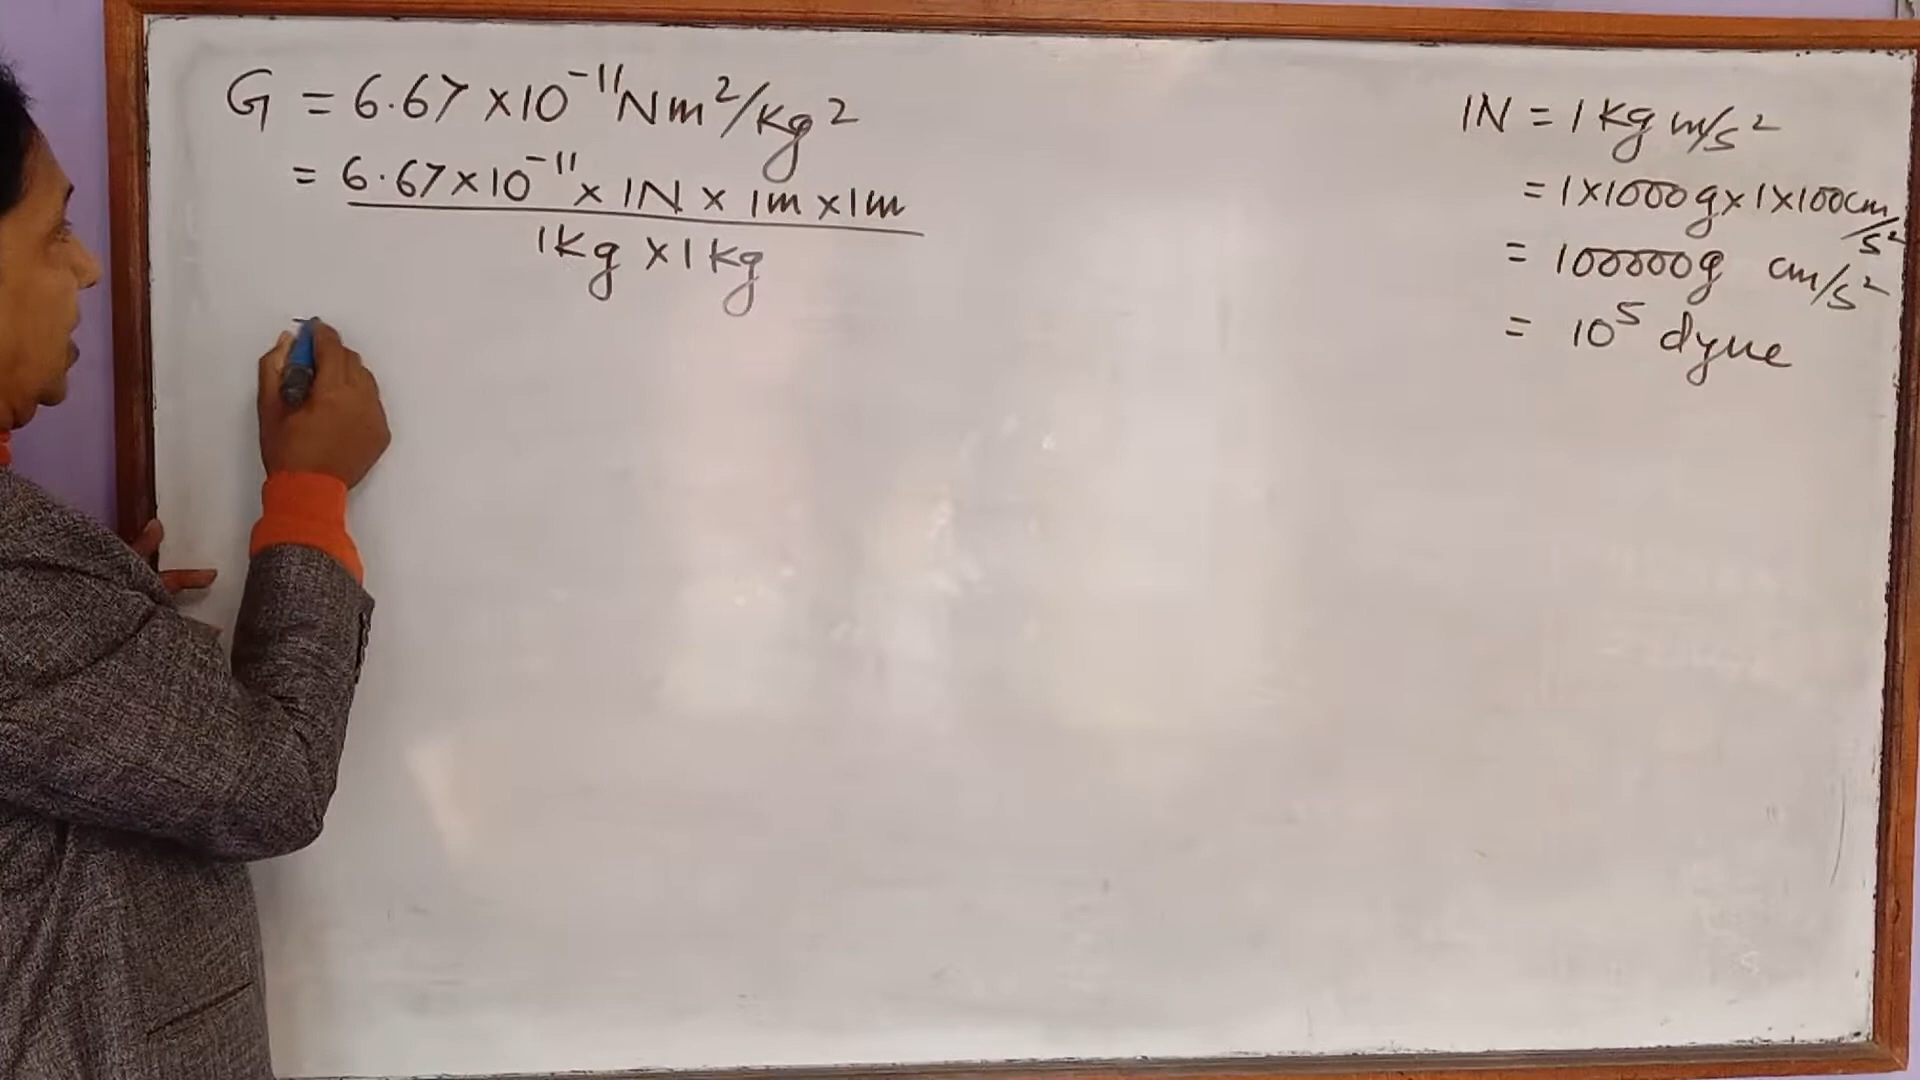 G = 6.67 × 10⁻¹¹ Nm²/Kg²
= 6.67 × 10⁻¹¹ × 1N × 1m × 1m
1Kg × 1Kg
1N = 1Kg m/s²
= 1×1000g × 1×100cm/s²
= 100000g cm/s²
= 10⁵ dyne